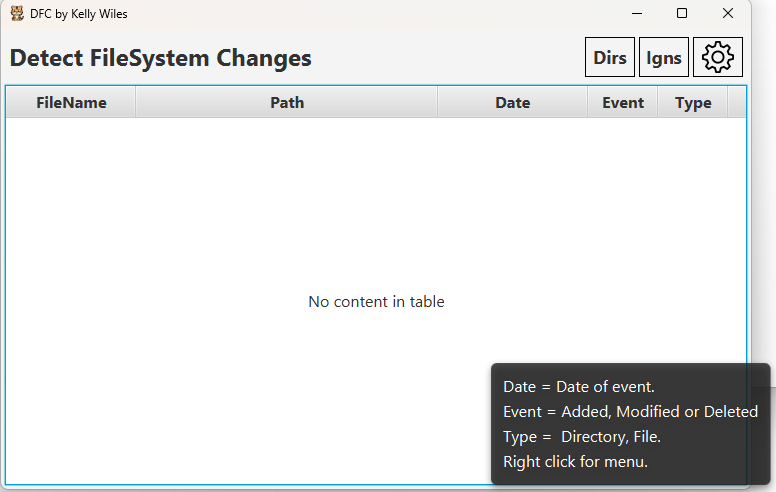 DFC by Kelly Wiles
Detect FileSystem Changes
Dirs
Igns
FileName Path Date Event Type
No content in table
Date = Date of event.
Event = Added, Modified or Deleted
Type =  Directory, File.
Right click for menu.